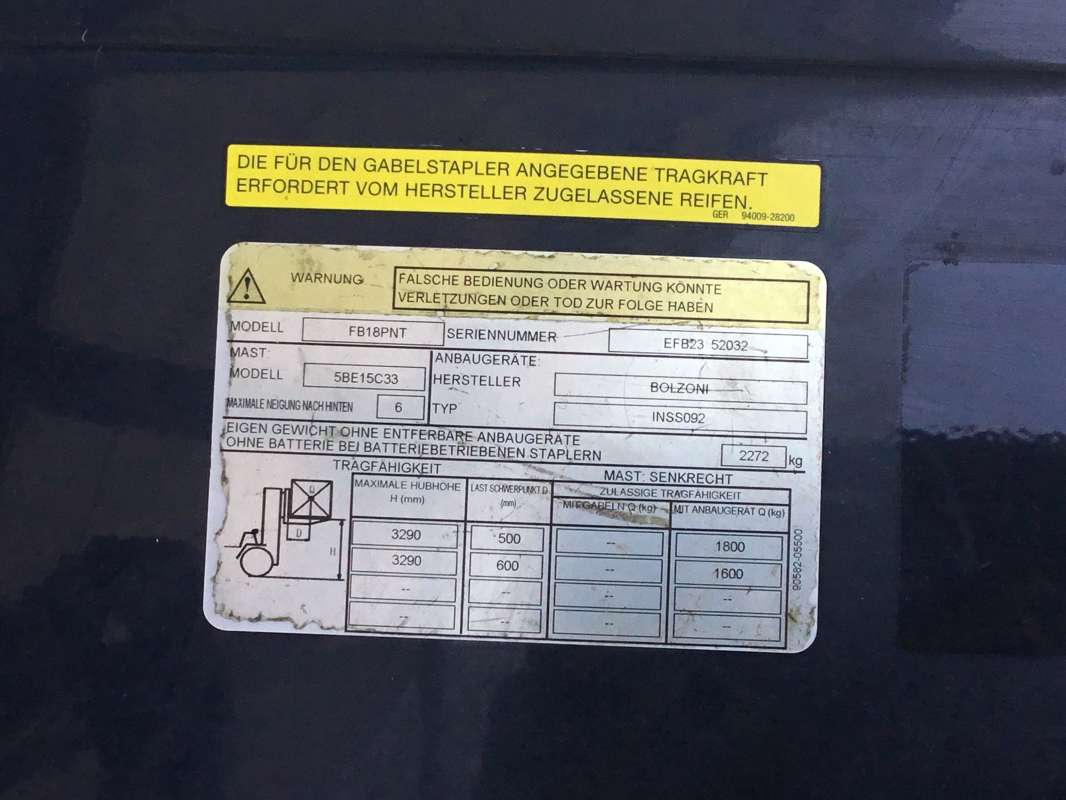 DIE FÜR DEN GABELSTAPLER ANGEGEBENE TRAGKRAFT
ERFORDERT VOM HERSTELLER ZUGELASSENE REIFEN.
GER 94009-28200
WARNUNG
FALSCHE BEDIENUNG ODER WARTUNG KÖNNTE
VERLETZUNGEN ODER TOD ZUR FOLGE HABEN
MODELL FB18PNT SERIENNUMMER EFB23 52032
MAST: ANBAUGERÄTE:
MODELL 5BE15C33 HERSTELLER BOLZONI
MAXIMALE NEIGUNG NACH HINTEN 6 TYP INSS092
EIGEN GEWICHT OHNE ENTFERBARE ANBAUGERÄTE
OHNE BATTERIE BEI BATTERIEBETRIEBENEN STAPLERN 2272 kg
TRAGFÄHIGKEIT MAST: SENKRECHT
MAXIMALE HUBHÖHE LAST SCHWERPUNKT D ZULÄSSIGE TRAGFÄHIGKEIT
H (mm) (mm) MIT GABELN Q (kg) MIT ANBAUGERÄT Q (kg)
3290 500 -- 1800
3290 600 -- 1600
-- -- -- --
-- -- -- --
Q
D
H
90582-05500